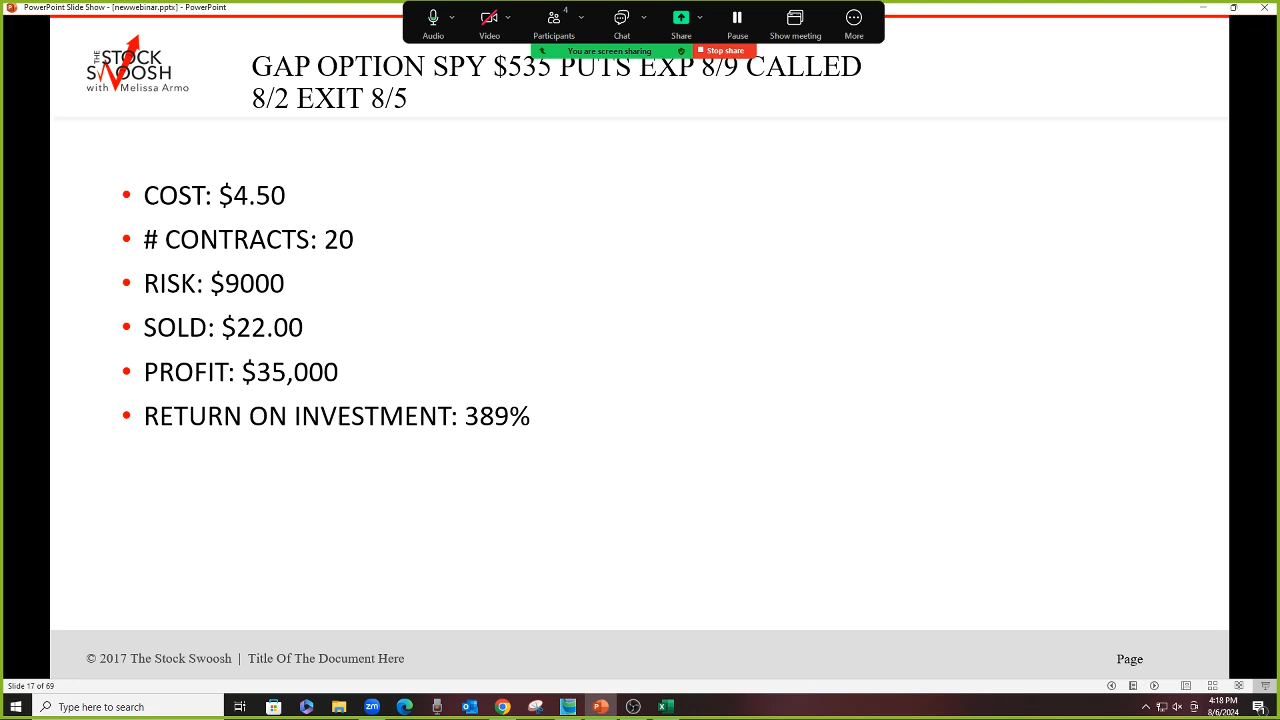 PowerPoint Slide Show - [newwebinar.pptx] - PowerPoint
4
Audio Video Participants Chat Share Pause Show meeting More
You are screen sharing Stop share
THE STOCK SWOOSH
with Melissa Armo
GAP OPTION SPY $535 PUTS EXP 8/9 CALLED
8/2 EXIT 8/5
• COST: $4.50
• # CONTRACTS: 20
• RISK: $9000
• SOLD: $22.00
• PROFIT: $35,000
• RETURN ON INVESTMENT: 389%
© 2017 The Stock Swoosh | Title Of The Document Here
Page
Slide 17 of 69
Type here to search
4:18 PM
8/6/2024